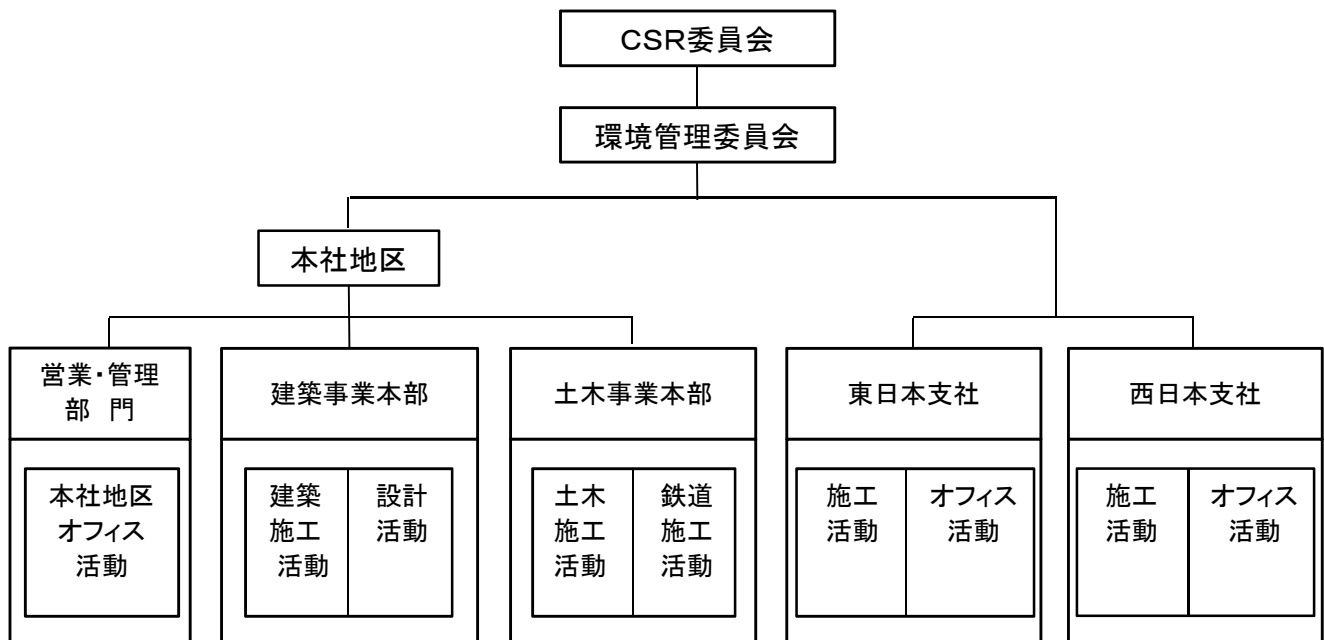 CSR委員会
環境管理委員会
本社地区
営業・管理
部 門
建築事業本部
土木事業本部
東日本支社
西日本支社
本社地区
オフィス
活動
建築
施工
活動
設計
活動
土木
施工
活動
鉄道
施工
活動
施工
活動
オフィス
活動
施工
活動
オフィス
活動